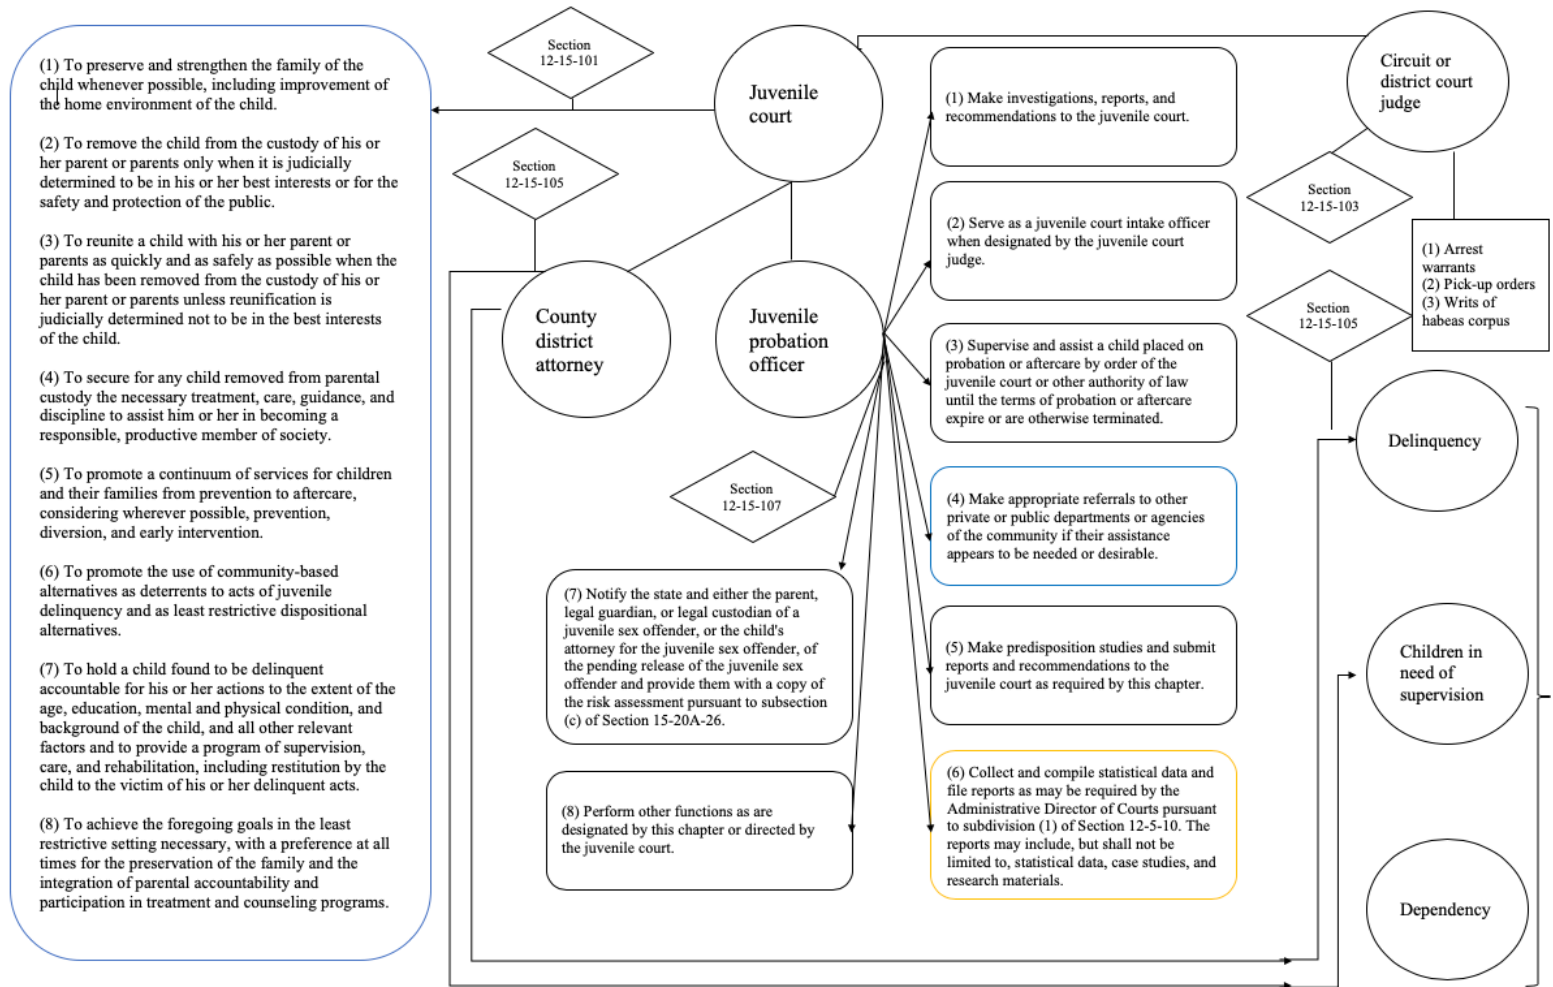 (1) To preserve and strengthen the family of the
child whenever possible, including improvement of
the home environment of the child.
(2) To remove the child from the custody of his or
her parent or parents only when it is judicially
determined to be in his or her best interests or for the
safety and protection of the public.
(3) To reunite a child with his or her parent or
parents as quickly and as safely as possible when the
child has been removed from the custody of his or
her parent or parents unless reunification is
judicially determined not to be in the best interests
of the child.
(4) To secure for any child removed from parental
custody the necessary treatment, care, guidance, and
discipline to assist him or her in becoming a
responsible, productive member of society.
(5) To promote a continuum of services for children
and their families from prevention to aftercare,
considering wherever possible, prevention,
diversion, and early intervention.
(6) To promote the use of community-based
alternatives as deterrents to acts of juvenile
delinquency and as least restrictive dispositional
alternatives.
(7) To hold a child found to be delinquent
accountable for his or her actions to the extent of the
age, education, mental and physical condition, and
background of the child, and all other relevant
factors and to provide a program of supervision,
care, and rehabilitation, including restitution by the
child to the victim of his or her delinquent acts.
(8) To achieve the foregoing goals in the least
restrictive setting necessary, with a preference at all
times for the preservation of the family and the
integration of parental accountability and
participation in treatment and counseling programs.
Section
12-15-101
Section
12-15-105
Juvenile
court
County
district
attorney
Juvenile
probation
officer
Section
12-15-107
(1) Make investigations, reports, and
recommendations to the juvenile court.
(2) Serve as a juvenile court intake officer
when designated by the juvenile court
judge.
(3) Supervise and assist a child placed on
probation or aftercare by order of the
juvenile court or other authority of law
until the terms of probation or aftercare
expire or are otherwise terminated.
(4) Make appropriate referrals to other
private or public departments or agencies
of the community if their assistance
appears to be needed or desirable.
(5) Make predisposition studies and submit
reports and recommendations to the
juvenile court as required by this chapter.
(6) Collect and compile statistical data and
file reports as may be required by the
Administrative Director of Courts pursuant
to subdivision (1) of Section 12-5-10. The
reports may include, but shall not be
limited to, statistical data, case studies, and
research materials.
(7) Notify the state and either the parent,
legal guardian, or legal custodian of a
juvenile sex offender, or the child's
attorney for the juvenile sex offender, of
the pending release of the juvenile sex
offender and provide them with a copy of
the risk assessment pursuant to subsection
(c) of Section 15-20A-26.
(8) Perform other functions as are
designated by this chapter or directed by
the juvenile court.
Circuit or
district court
judge
Section
12-15-103
(1) Arrest
warrants
(2) Pick-up orders
(3) Writs of
habeas corpus
Section
12-15-105
Delinquency
Children in
need of
supervision
Dependency